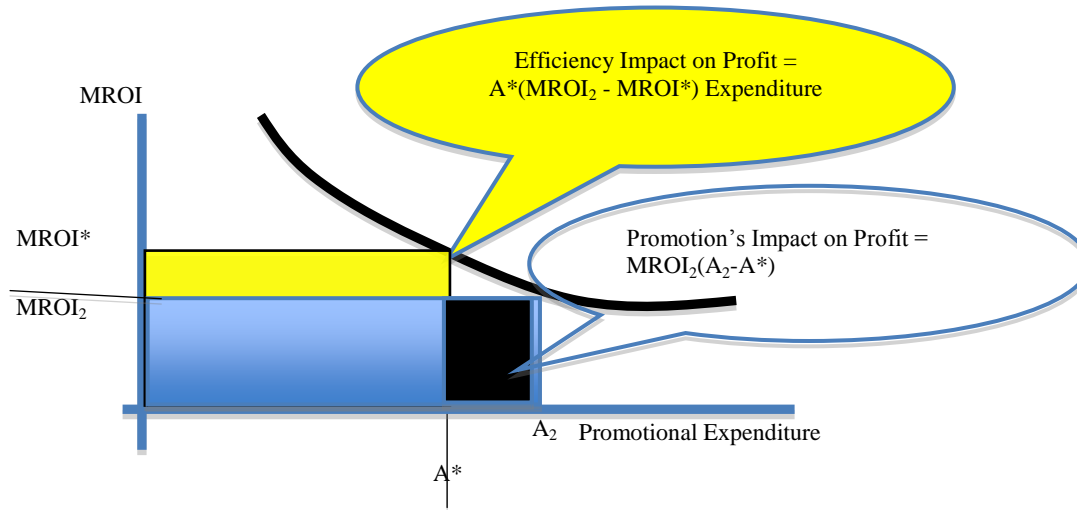 Efficiency Impact on Profit =
A*(MROI₂ - MROI*) Expenditure
MROI
Promotion’s Impact on Profit =
MROI₂(A₂-A*)
MROI*
MROI₂
A₂ Promotional Expenditure
A*